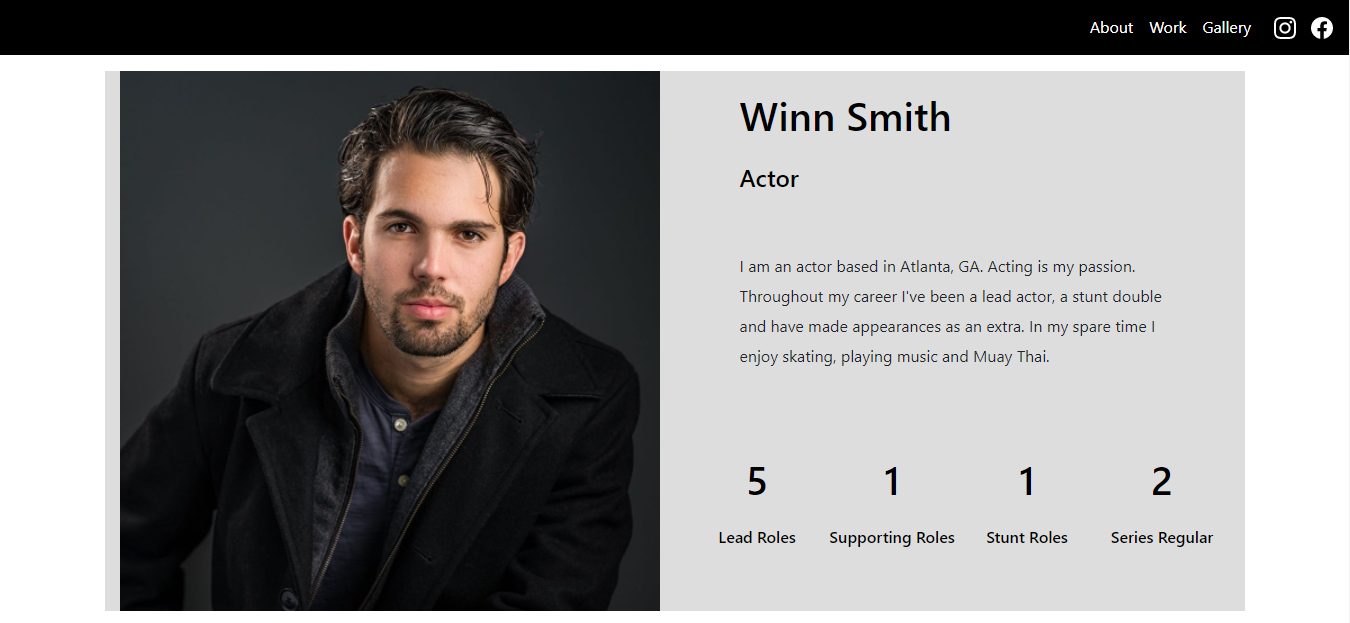 About Work Gallery
Winn Smith
Actor
I am an actor based in Atlanta, GA. Acting is my passion.
Throughout my career I've been a lead actor, a stunt double
and have made appearances as an extra. In my spare time I
enjoy skating, playing music and Muay Thai.
5 1 1 2
Lead Roles Supporting Roles Stunt Roles Series Regular